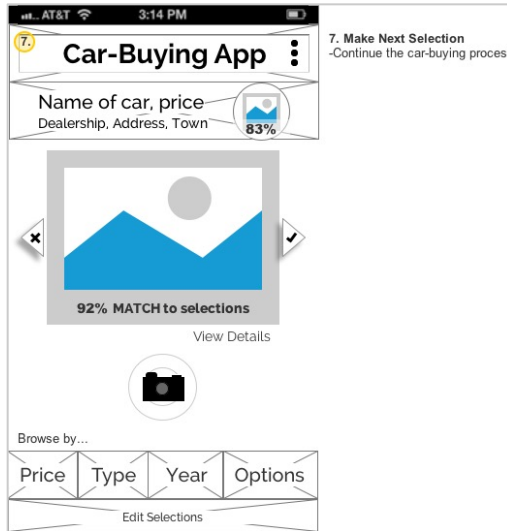 AT&T 3:14 PM
7.
Car-Buying App
Name of car, price
Dealership, Address, Town
83%
92% MATCH to selections
View Details
Browse by...
Price Type Year Options
Edit Selections
7. Make Next Selection
-Continue the car-buying proces